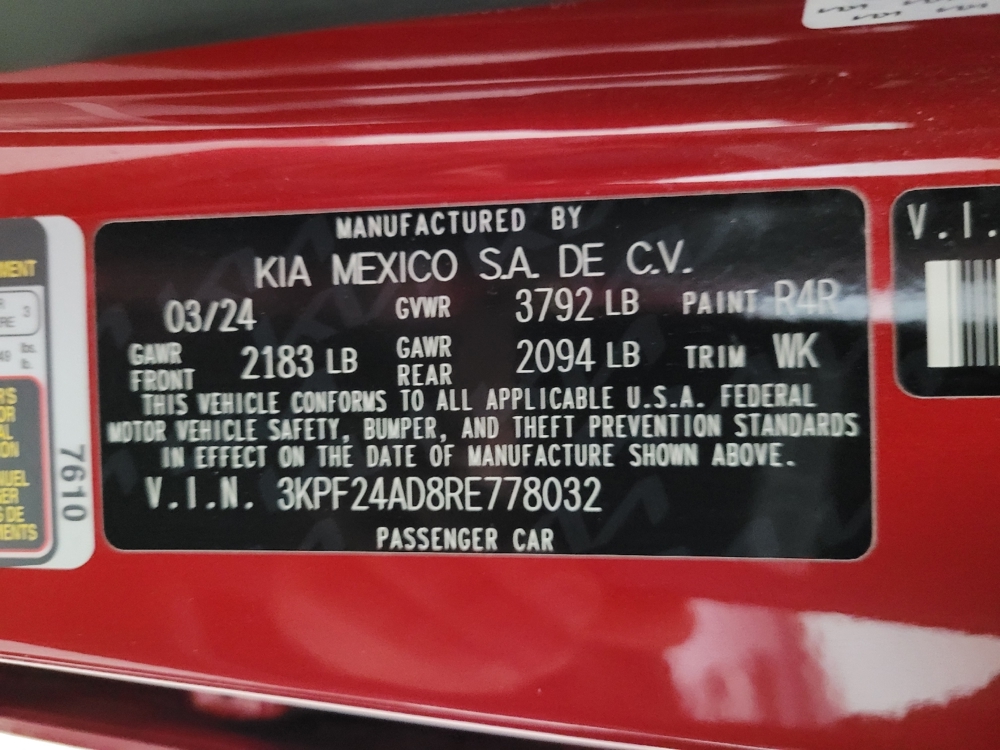 MANUFACTURED BY
KIA MEXICO S.A. DE C.V.
03/24 GVWR 3792 LB PAINT R4R
GAWR FRONT 2183 LB GAWR REAR 2094 LB TRIM WK
THIS VEHICLE CONFORMS TO ALL APPLICABLE U.S.A. FEDERAL
MOTOR VEHICLE SAFETY, BUMPER, AND THEFT PREVENTION STANDARDS
IN EFFECT ON THE DATE OF MANUFACTURE SHOWN ABOVE.
V.I.N. 3KPF24AD8RE778032
PASSENGER CAR
7610
V.I.